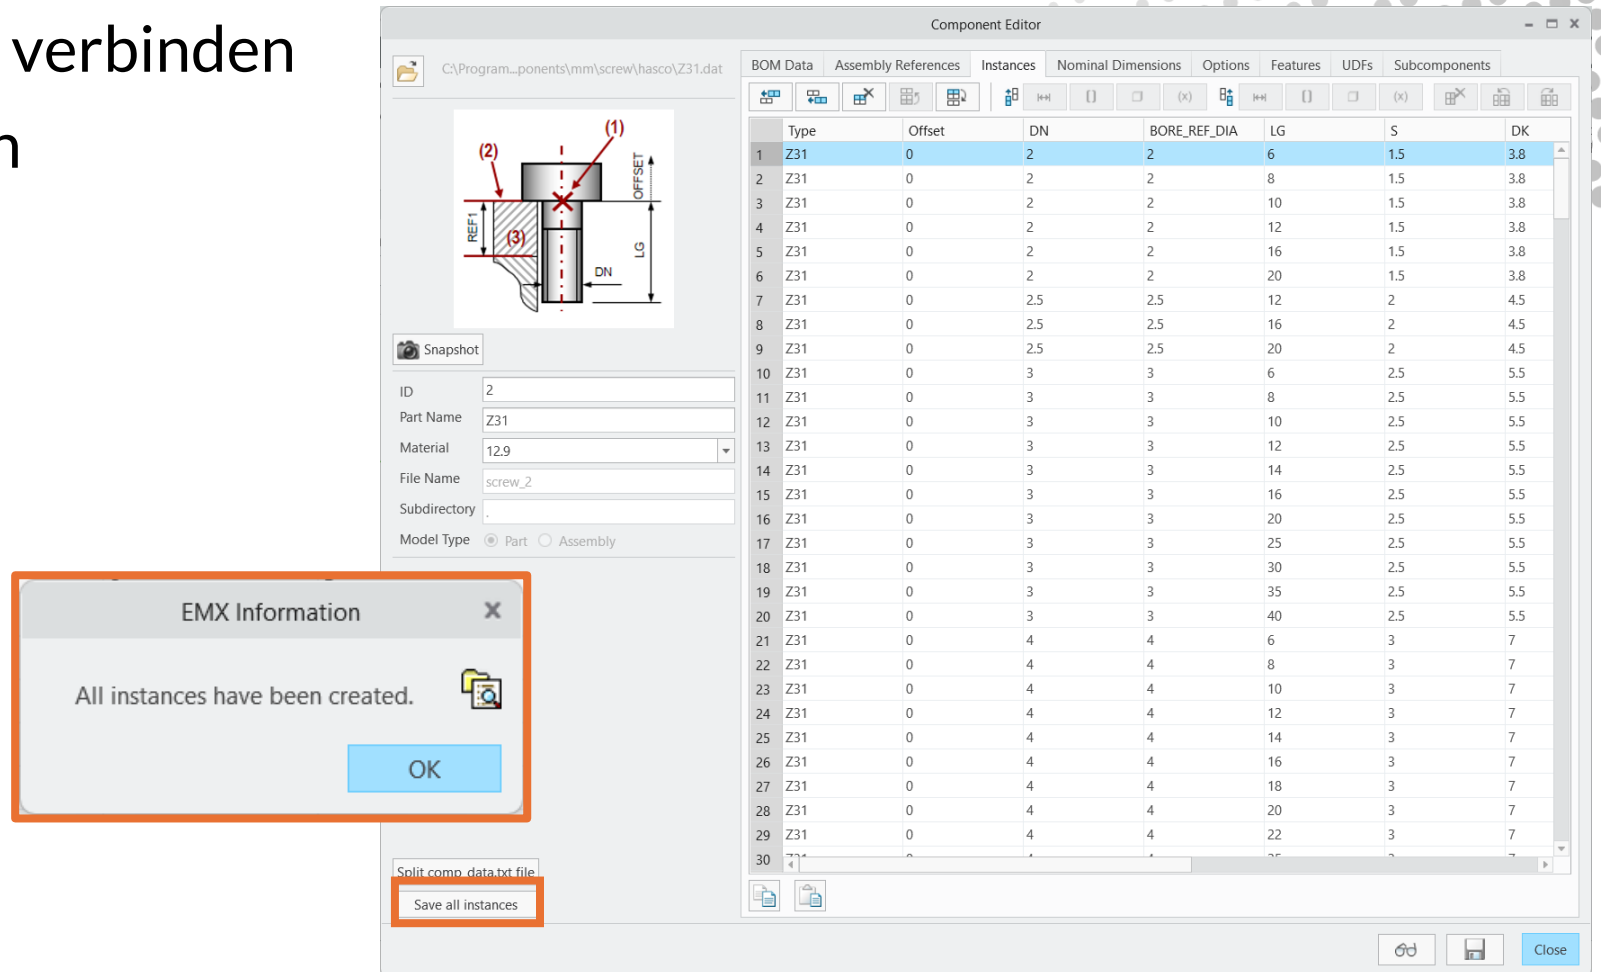 verbinden
n
Component Editor
C:\Program...ponents\mm\screw\hasco\Z31.dat
BOM Data Assembly References Instances Nominal Dimensions Options Features UDFs Subcomponents
(1)
(2)
(3)
REF1
OFFSET
LG
DN
Snapshot
ID 2
Part Name Z31
Material 12.9
File Name screw_2
Subdirectory .
Model Type Part Assembly
Type Offset DN BORE_REF_DIA LG S DK
1 Z31 0 2 2 6 1.5 3.8
2 Z31 0 2 2 8 1.5 3.8
3 Z31 0 2 2 10 1.5 3.8
4 Z31 0 2 2 12 1.5 3.8
5 Z31 0 2 2 16 1.5 3.8
6 Z31 0 2 2 20 1.5 3.8
7 Z31 0 2.5 2.5 12 2 4.5
8 Z31 0 2.5 2.5 16 2 4.5
9 Z31 0 2.5 2.5 20 2 4.5
10 Z31 0 3 3 6 2.5 5.5
11 Z31 0 3 3 8 2.5 5.5
12 Z31 0 3 3 10 2.5 5.5
13 Z31 0 3 3 12 2.5 5.5
14 Z31 0 3 3 14 2.5 5.5
15 Z31 0 3 3 16 2.5 5.5
16 Z31 0 3 3 20 2.5 5.5
17 Z31 0 3 3 25 2.5 5.5
18 Z31 0 3 3 30 2.5 5.5
19 Z31 0 3 3 35 2.5 5.5
20 Z31 0 3 3 40 2.5 5.5
21 Z31 0 4 4 6 3 7
22 Z31 0 4 4 8 3 7
23 Z31 0 4 4 10 3 7
24 Z31 0 4 4 12 3 7
25 Z31 0 4 4 14 3 7
26 Z31 0 4 4 16 3 7
27 Z31 0 4 4 18 3 7
28 Z31 0 4 4 20 3 7
29 Z31 0 4 4 22 3 7
30
EMX Information
All instances have been created.
OK
Split comp_data.txt file
Save all instances
Close